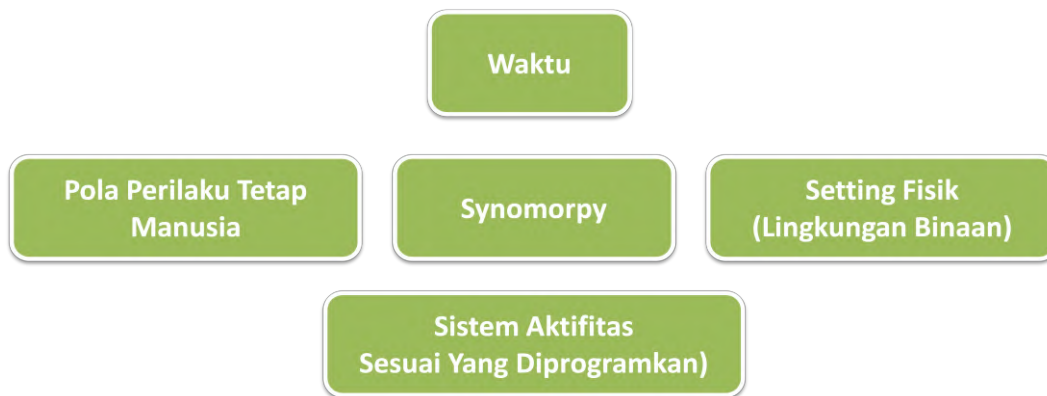 Waktu
Pola Perilaku Tetap
Manusia
Synomorpy
Setting Fisik
(Lingkungan Binaan)
Sistem Aktifitas
Sesuai Yang Diprogramkan)